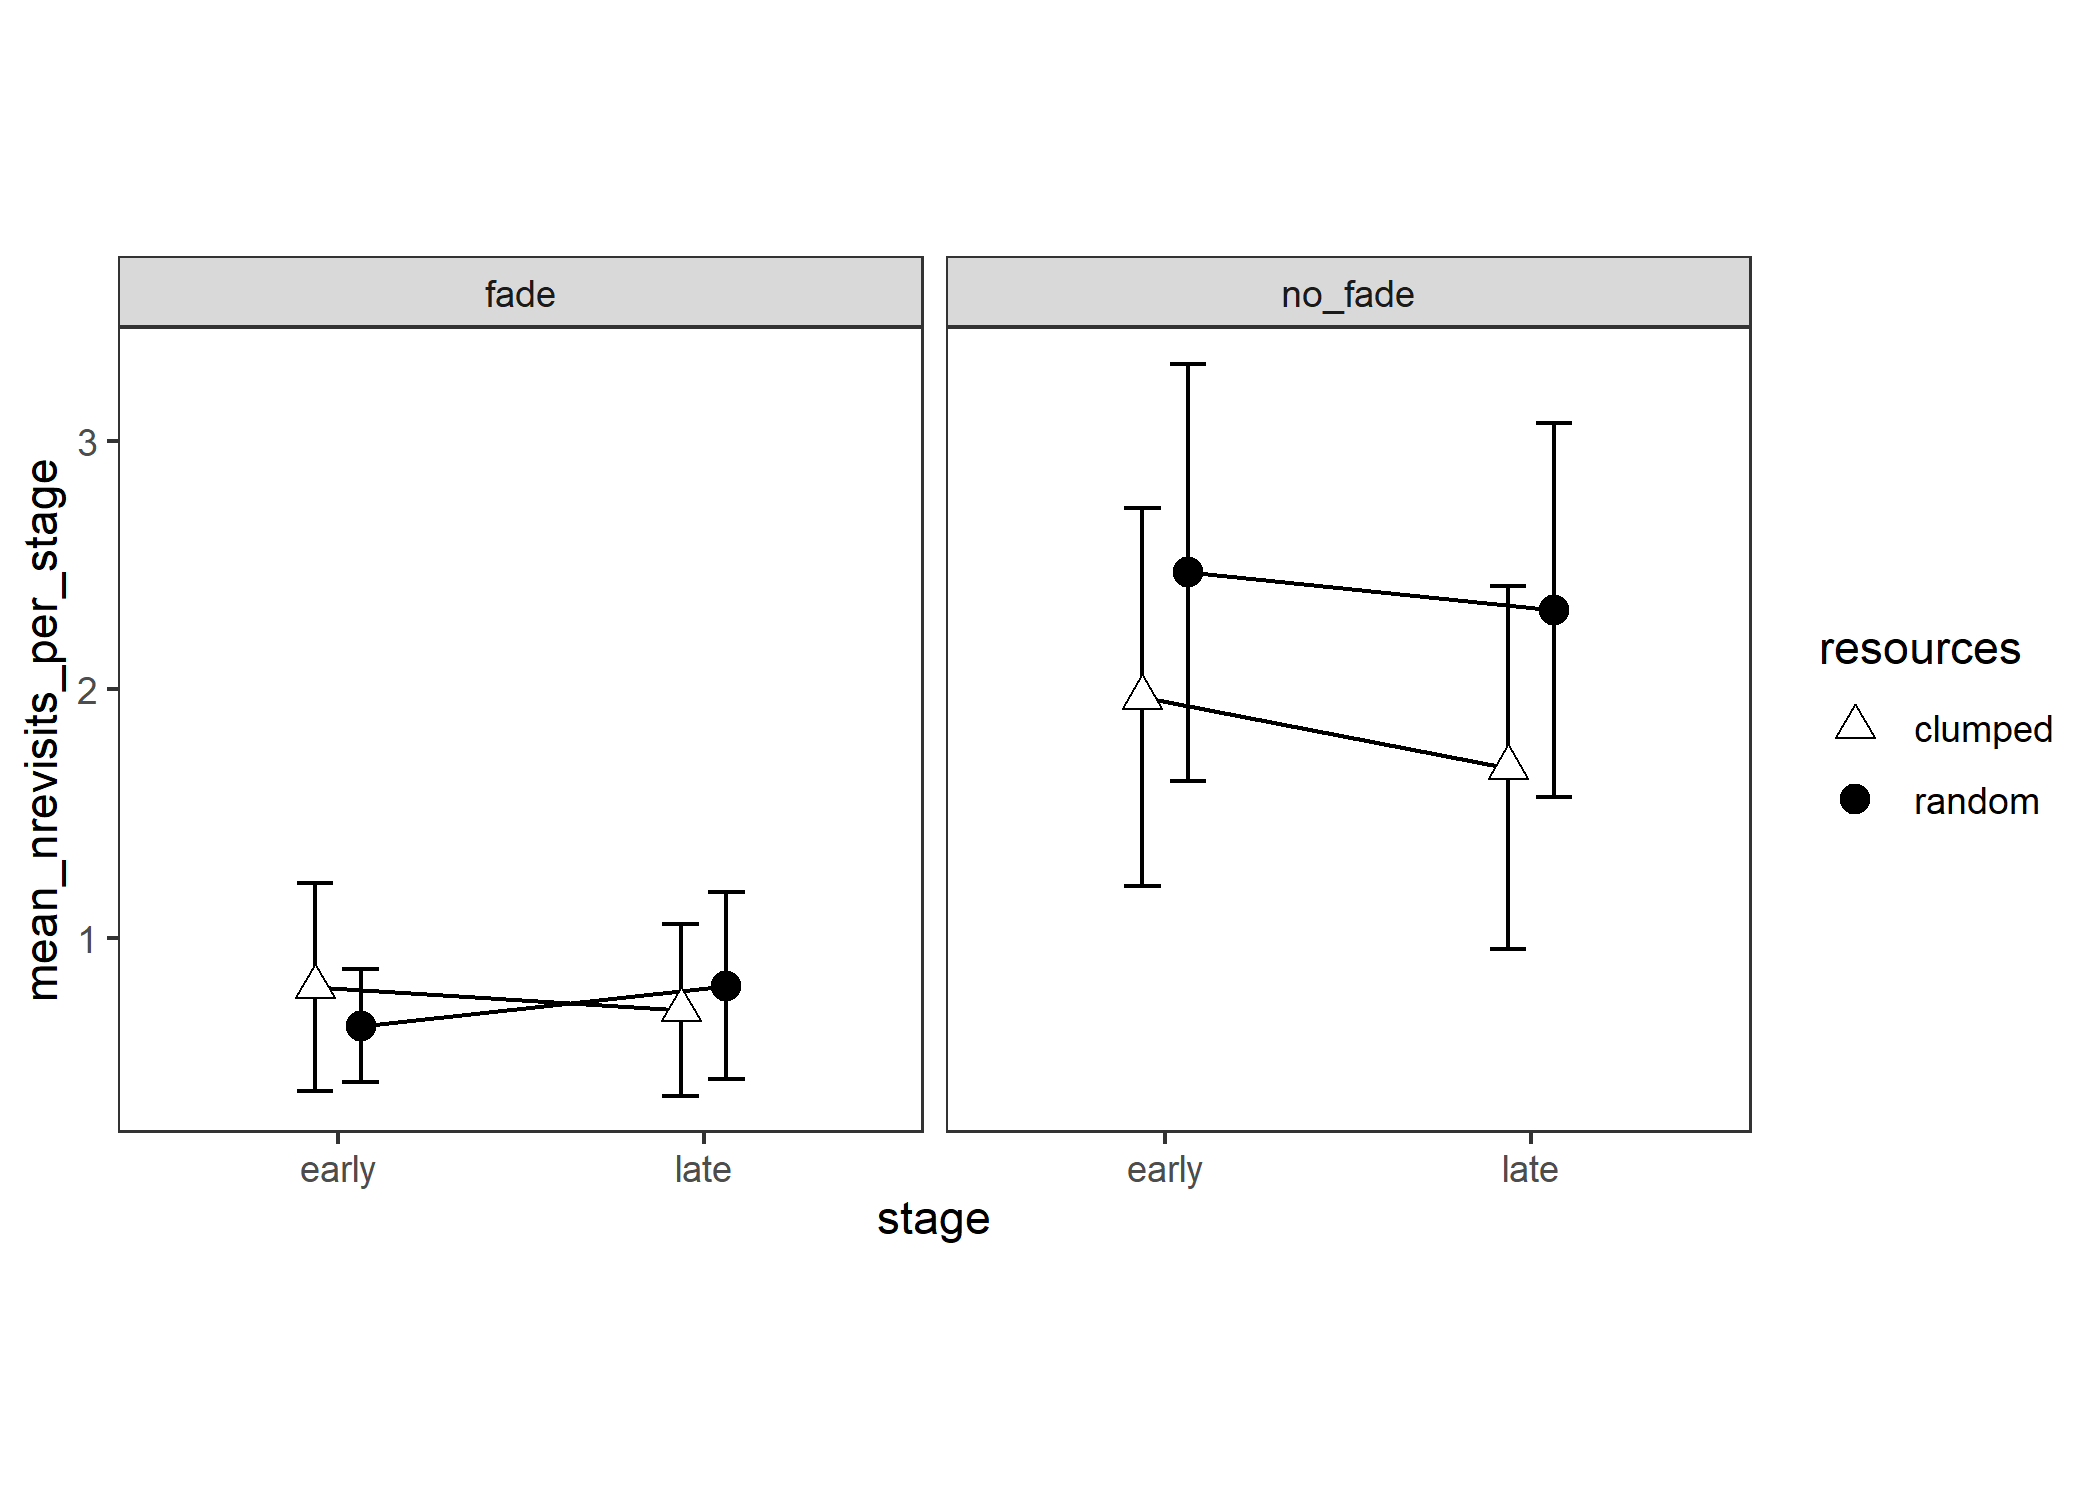 fade
no_fade
mean_nrevisits_per_stage
3
2
1
early
late
early
late
stage
resources
clumped
random